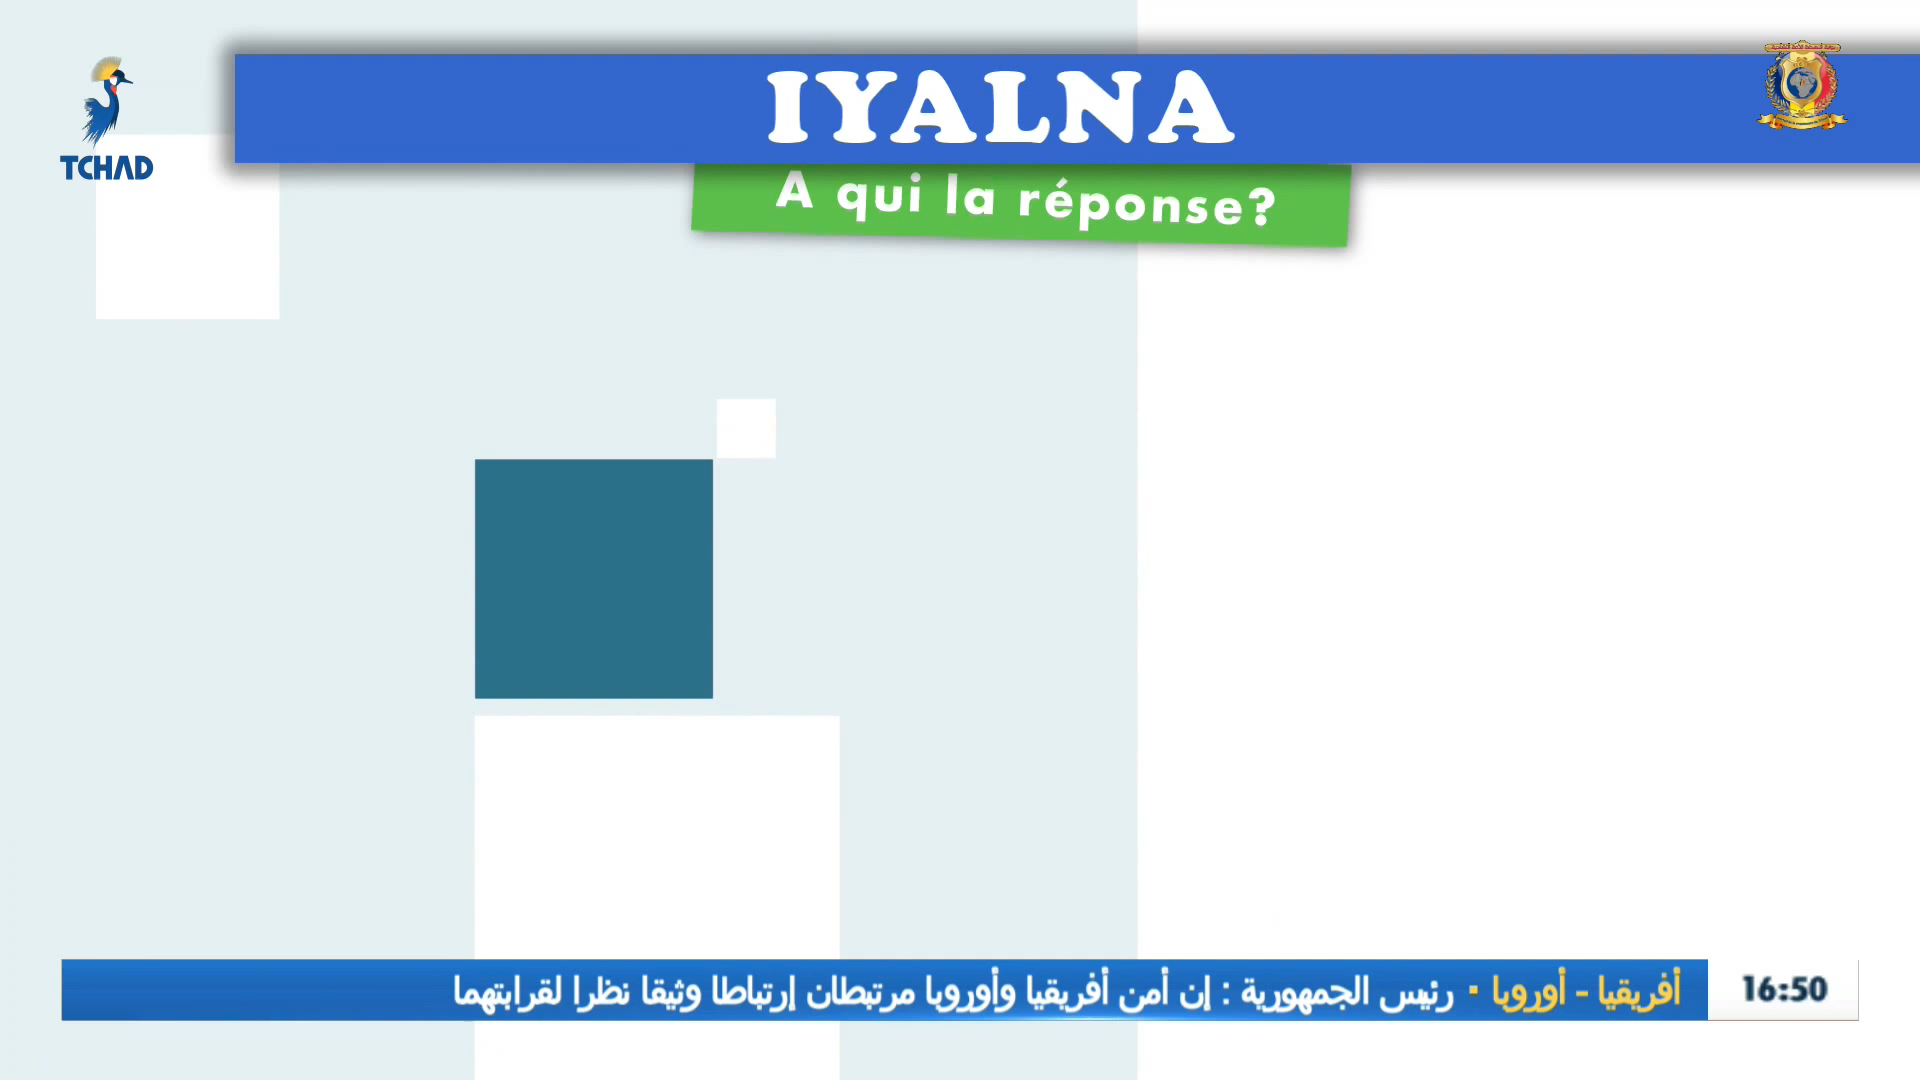 IYALNA
TCHAD
A qui la réponse?
أفريقيا - أوروبا · رئيس الجمهورية : إن أمن أفريقيا وأوروبا مرتبطان إرتباطا وثيقا نظرا لقرابتهما
16:50